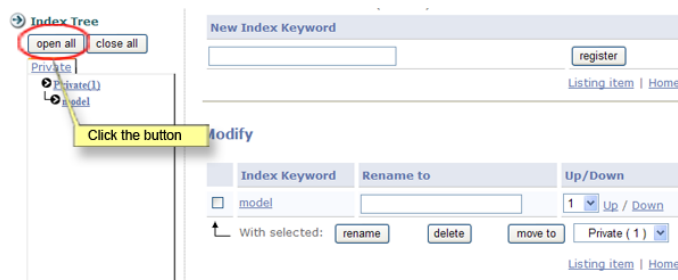 Index Tree
open all close all
Private
Private(1)
model
Click the button
New Index Keyword
register
Listing item | Home
Modify
Index Keyword Rename to Up/Down
model 1 Up / Down
With selected: rename delete move to Private ( 1 )
Listing item | Home